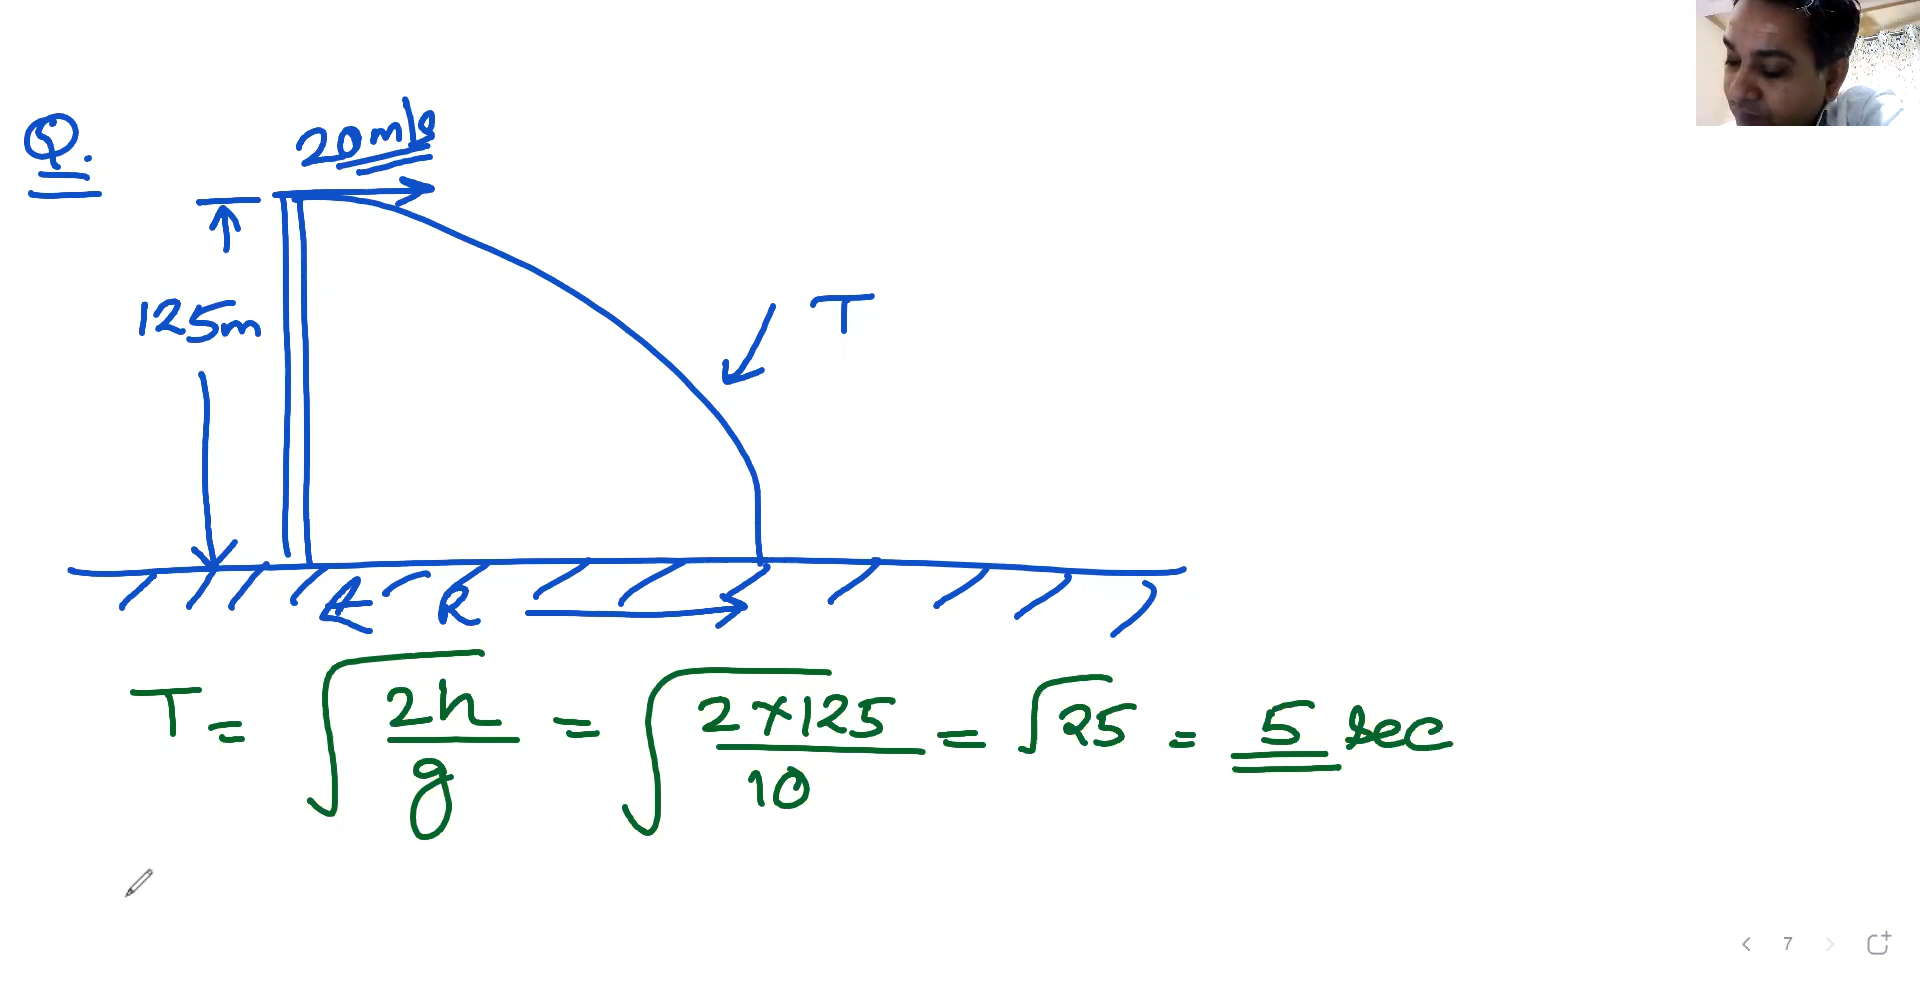 Q.
20m/s
125m
T
R
T = √(2h/g) = √(2×125/10) = √25 = 5 sec
7